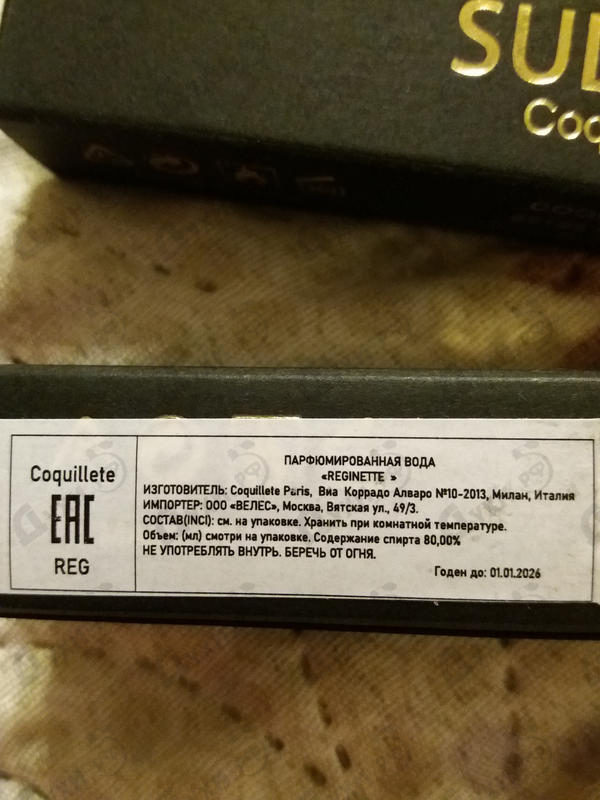 SU
Coq
Coquillete
EAC
REG
ПАРФЮМИРОВАННАЯ ВОДА
«REGINETTE »
ИЗГОТОВИТЕЛЬ: Coquillete Paris, Виа Коррадо Алваро №10-2013, Милан, Италия
ИМПОРТЕР: ООО «ВЕЛЕС», Москва, Вятская ул., 49/3.
СОСТАВ(INCI): см. на упаковке. Хранить при комнатной температуре.
Объем: (мл) смотри на упаковке. Содержание спирта 80,00%
НЕ УПОТРЕБЛЯТЬ ВНУТРЬ. БЕРЕЧЬ ОТ ОГНЯ.
Годен до: 01.01.2026